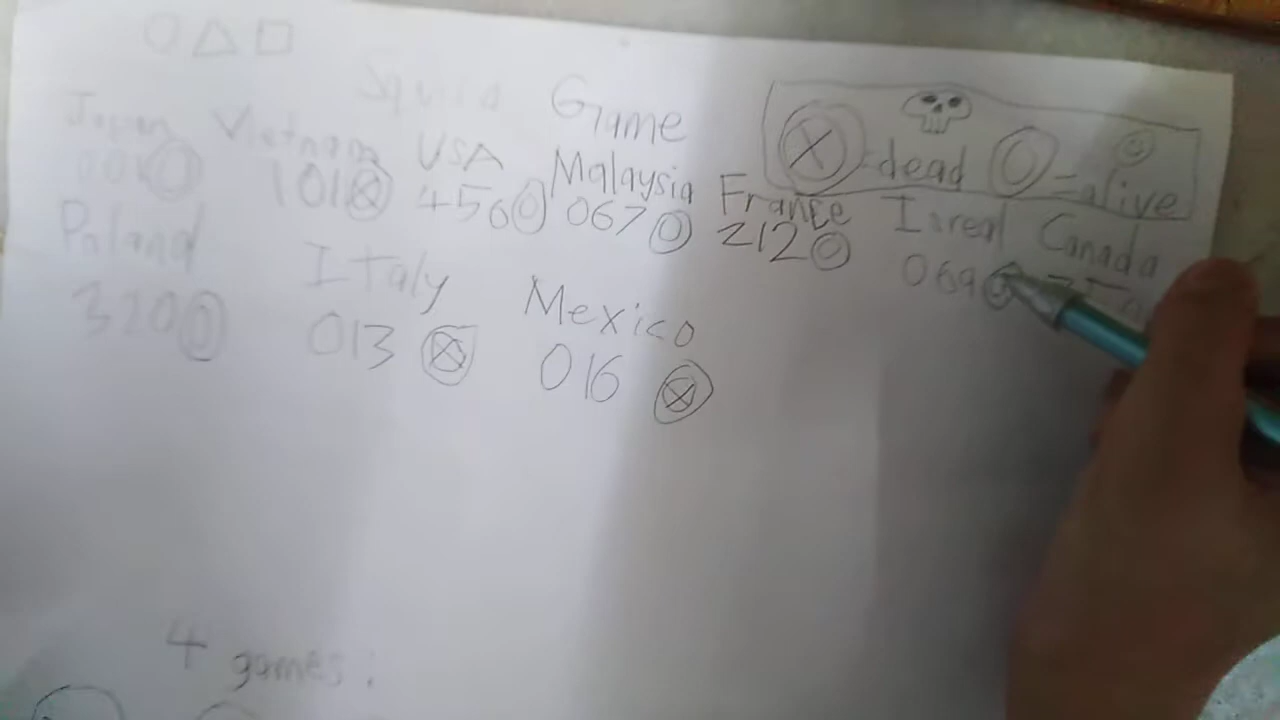 Squid Game
= dead = alive
Japan Vietnam USA Malaysia France Isreal Canada
001 101 456 067 212 069
Poland Italy Mexico
320 013 016
4 games: